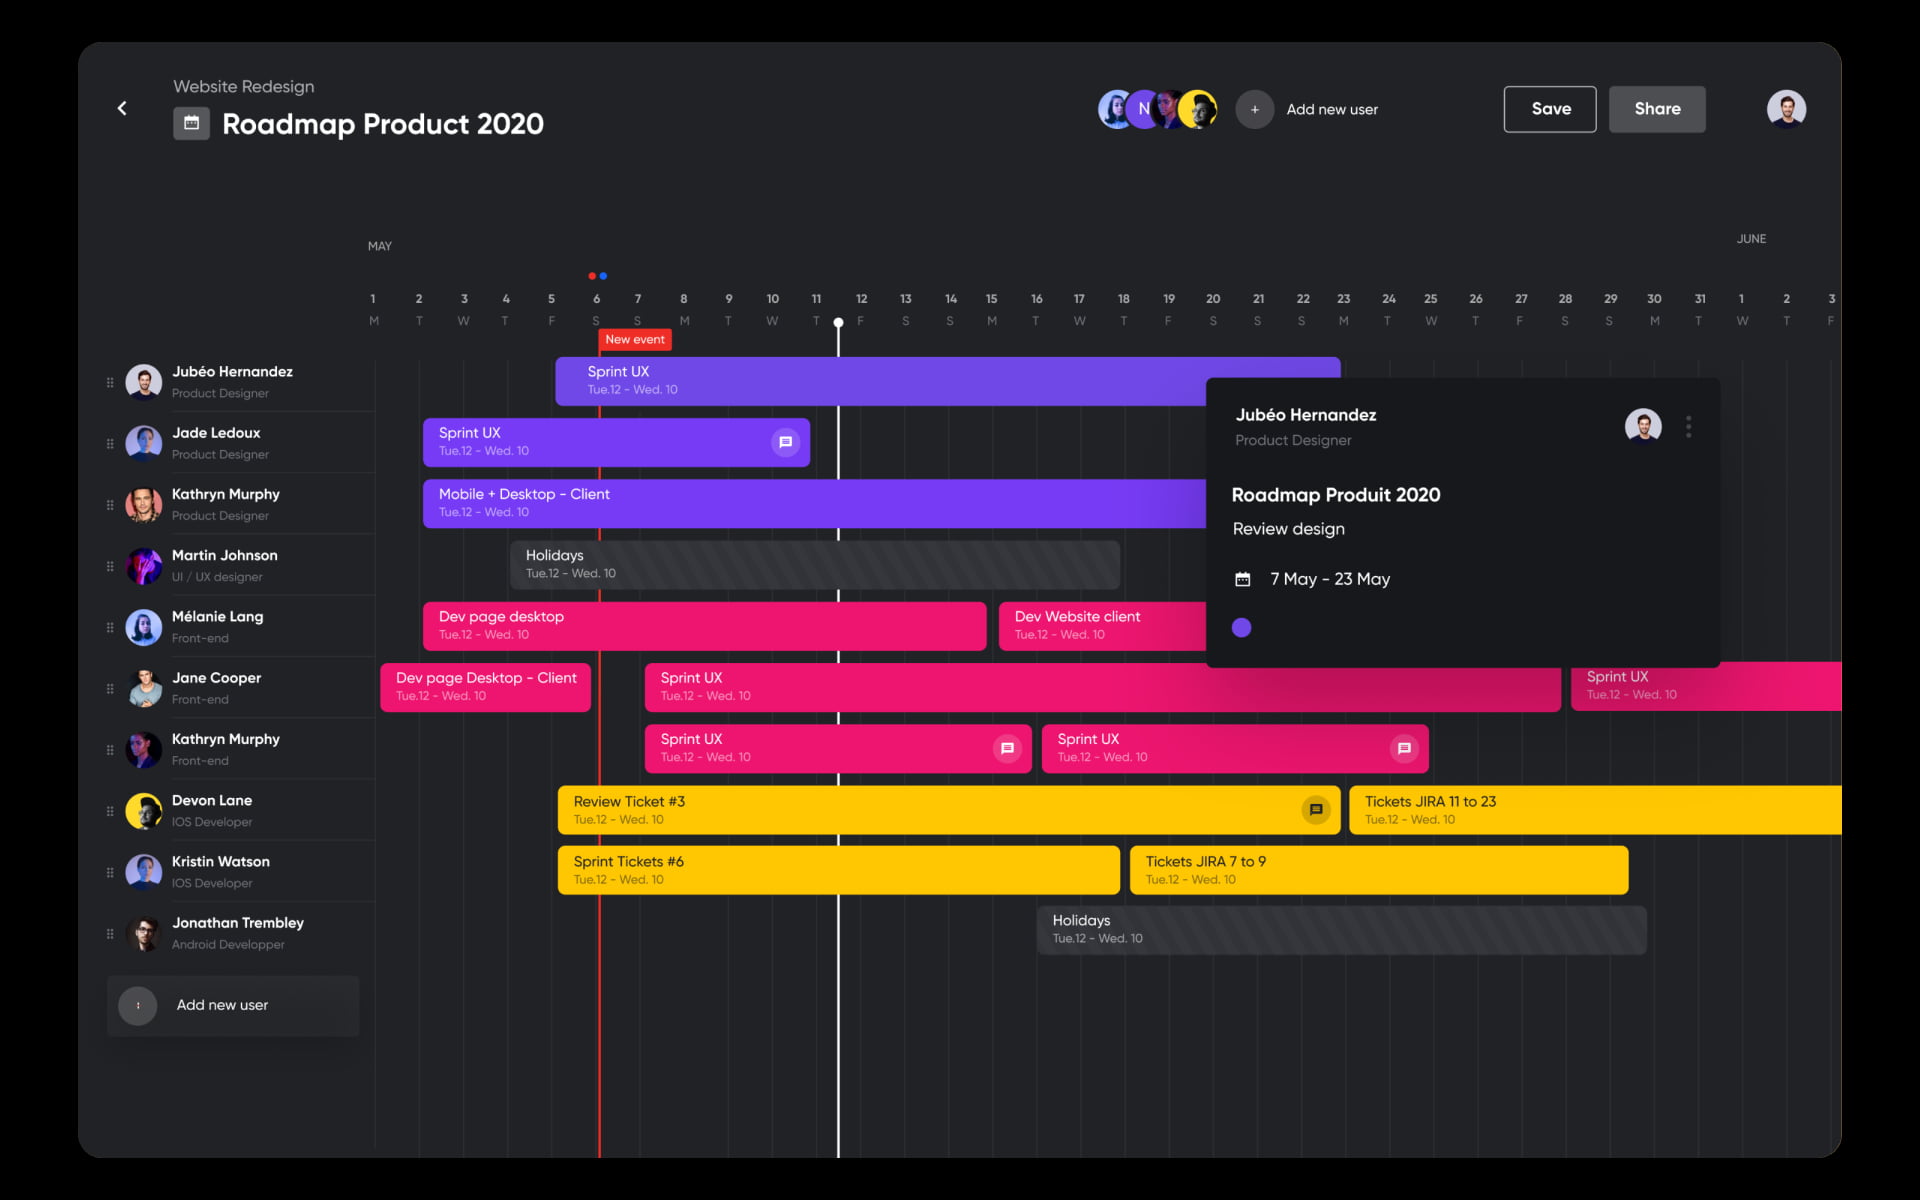 Website Redesign
Roadmap Product 2020
N
+ Add new user
Save
Share
MAY
JUNE
1 2 3 4 5 6 7 8 9 10 11 12 13 14 15 16 17 18 19 20 21 22 23 24 25 26 27 28 29 30 31 1 2 3
M T W T F S S M T W T F S S M T W T F S S S M T W T F S S M T W T F
New event
Jubéo Hernandez
Product Designer
Sprint UX
Tue.12 - Wed. 10
Jade Ledoux
Product Designer
Sprint UX
Tue.12 - Wed. 10
Kathryn Murphy
Product Designer
Mobile + Desktop - Client
Tue.12 - Wed. 10
Martin Johnson
UI / UX designer
Holidays
Tue.12 - Wed. 10
Mélanie Lang
Front-end
Dev page desktop
Tue.12 - Wed. 10
Dev Website client
Tue.12 - Wed. 10
Jubéo Hernandez
Product Designer
Roadmap Produit 2020
Review design
7 May - 23 May
Jane Cooper
Front-end
Dev page Desktop - Client
Tue.12 - Wed. 10
Sprint UX
Tue.12 - Wed. 10
Sprint UX
Tue.12 - Wed. 10
Kathryn Murphy
Front-end
Sprint UX
Tue.12 - Wed. 10
Sprint UX
Tue.12 - Wed. 10
Devon Lane
IOS Developer
Review Ticket #3
Tue.12 - Wed. 10
Tickets JIRA 11 to 23
Tue.12 - Wed. 10
Kristin Watson
IOS Developer
Sprint Tickets #6
Tue.12 - Wed. 10
Tickets JIRA 7 to 9
Tue.12 - Wed. 10
Jonathan Trembley
Android Developper
Holidays
Tue.12 - Wed. 10
Add new user